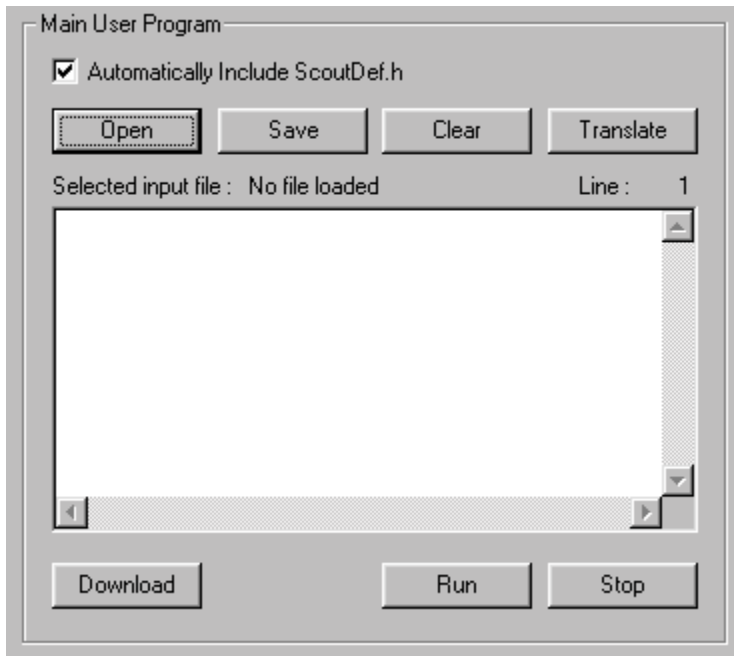 Main User Program
Automatically Include ScoutDef.h
Open Save Clear Translate
Selected input file : No file loaded Line : 1
Download Run Stop